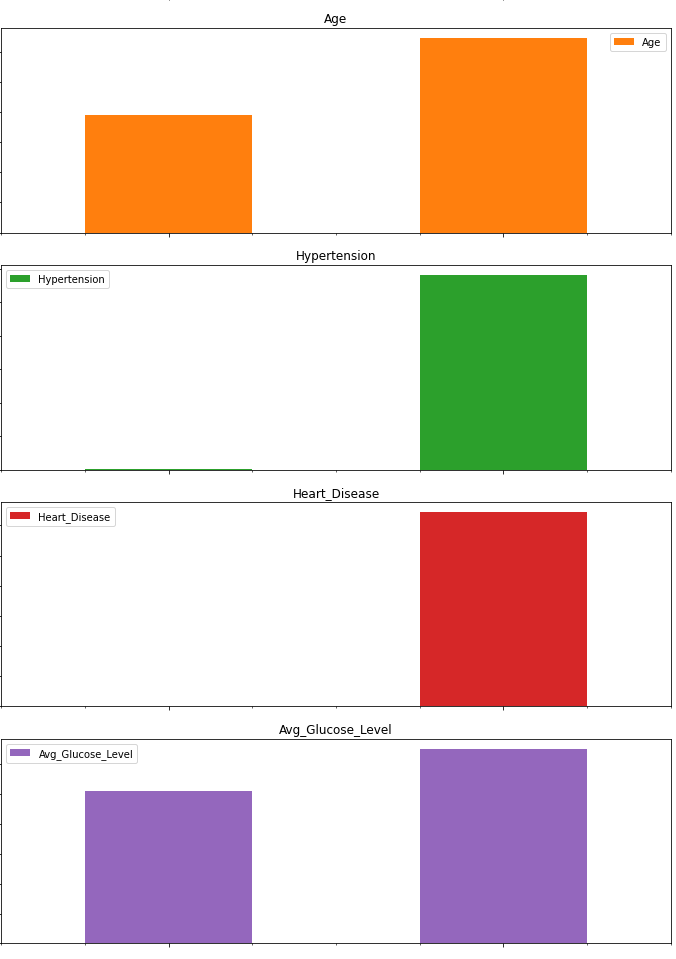 Age
Age
Hypertension
Hypertension
Heart_Disease
Heart_Disease
Avg_Glucose_Level
Avg_Glucose_Level